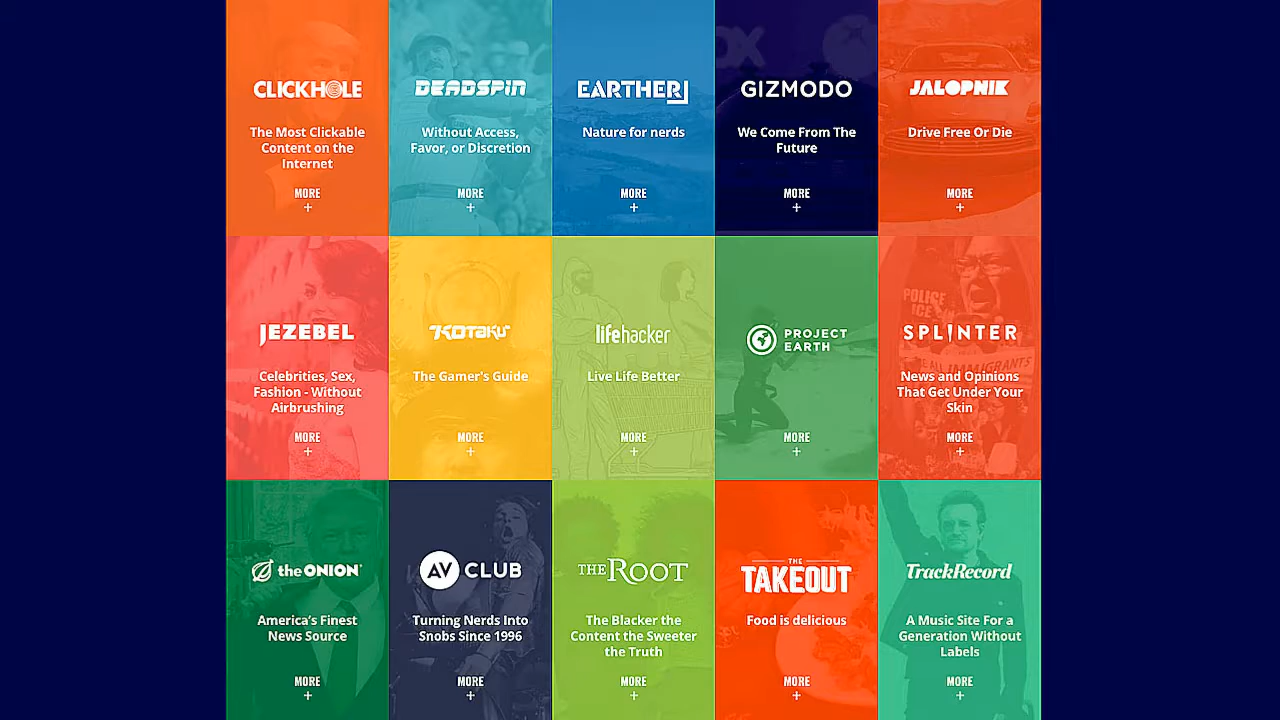 CLICKHOLE
The Most Clickable
Content on the
Internet
MORE
+
DEADSPIN
Without Access,
Favor, or Discretion
MORE
+
EARTHER
Nature for nerds
MORE
+
GIZMODO
We Come From The
Future
MORE
+
JALOPNIK
Drive Free Or Die
MORE
+
JEZEBEL
Celebrities, Sex,
Fashion - Without
Airbrushing
MORE
+
KOTAKU
The Gamer's Guide
MORE
+
lifehacker
Live Life Better
MORE
+
PROJECT
EARTH
MORE
+
POLICE
ICE
SPLINTER
IMMIGRANTS
News and Opinions
That Get Under Your
Skin
MORE
+
the ONION®
America's Finest
News Source
MORE
+
AV CLUB
Turning Nerds Into
Snobs Since 1996
MORE
+
THE ROOT
The Blacker the
Content the Sweeter
the Truth
MORE
+
THE
TAKEOUT
Food is delicious
MORE
+
TrackRecord
A Music Site For a
Generation Without
Labels
MORE
+